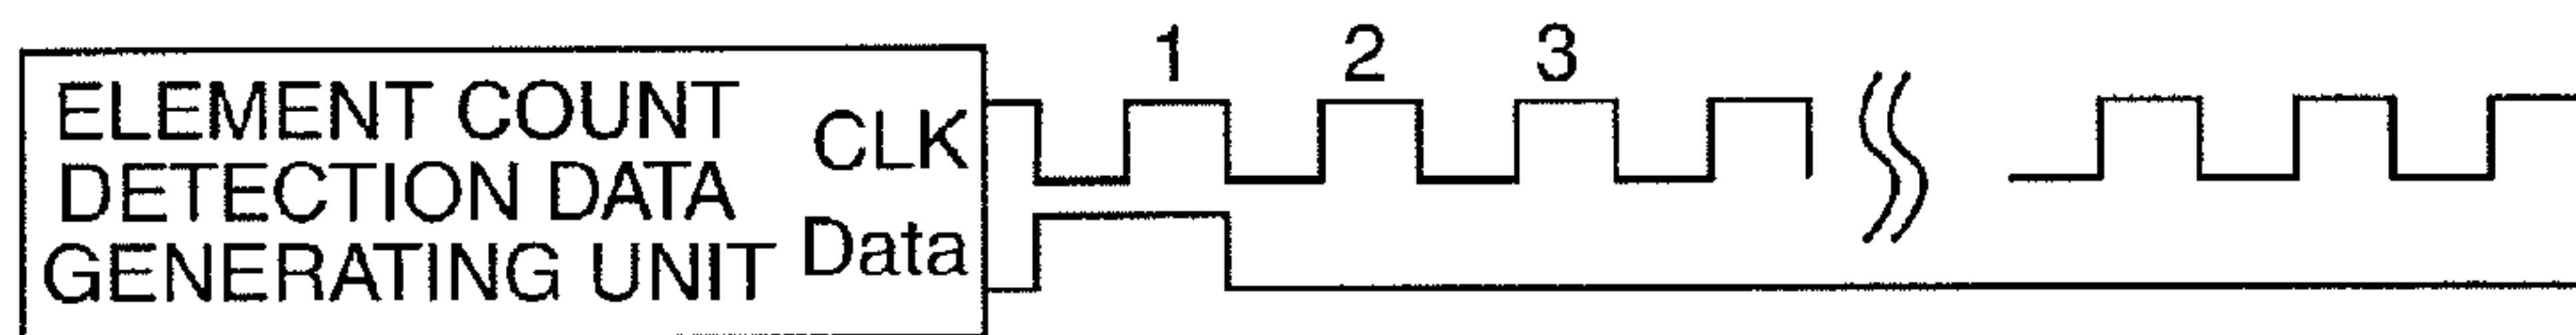 1 2 3
ELEMENT COUNT
DETECTION DATA
GENERATING UNIT
CLK
Data